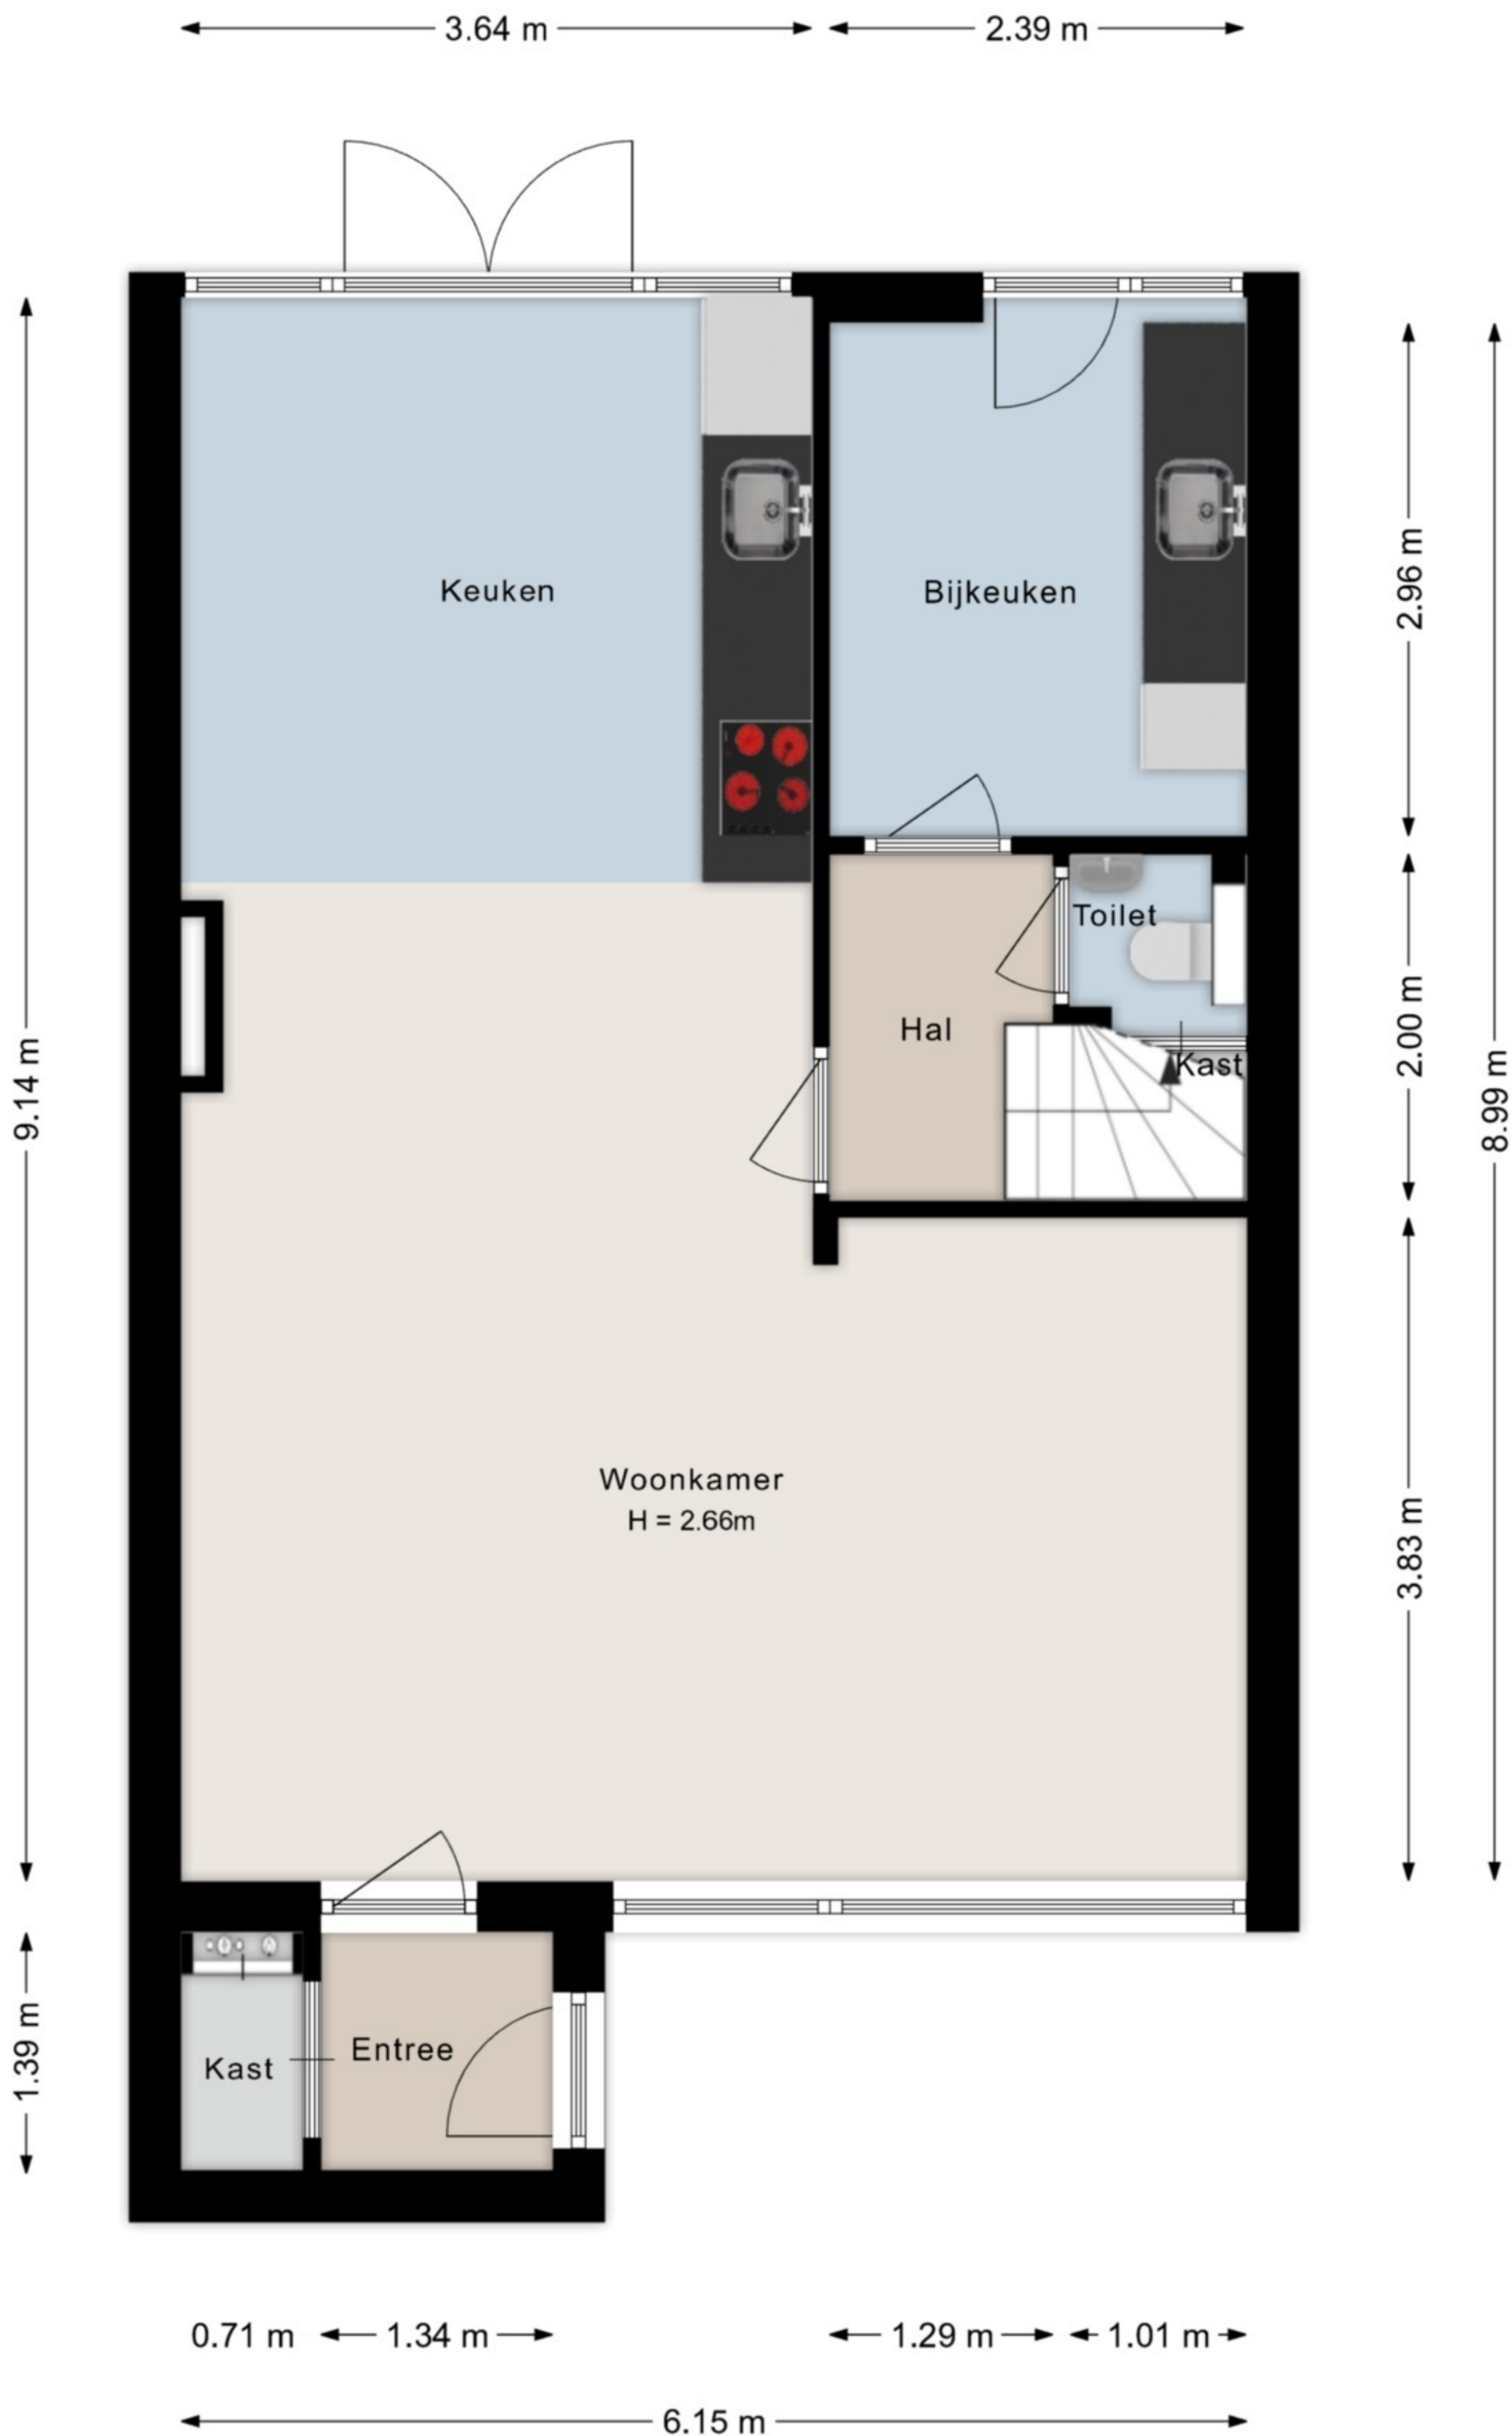 3.64 m
2.39 m
Keuken
Bijkeuken
2.96 m
Toilet
Hal
Kast
2.00 m
9.14 m
8.99 m
Woonkamer
H = 2.66m
3.83 m
Kast
Entree
1.39 m
0.71 m
1.34 m
1.29 m
1.01 m
6.15 m